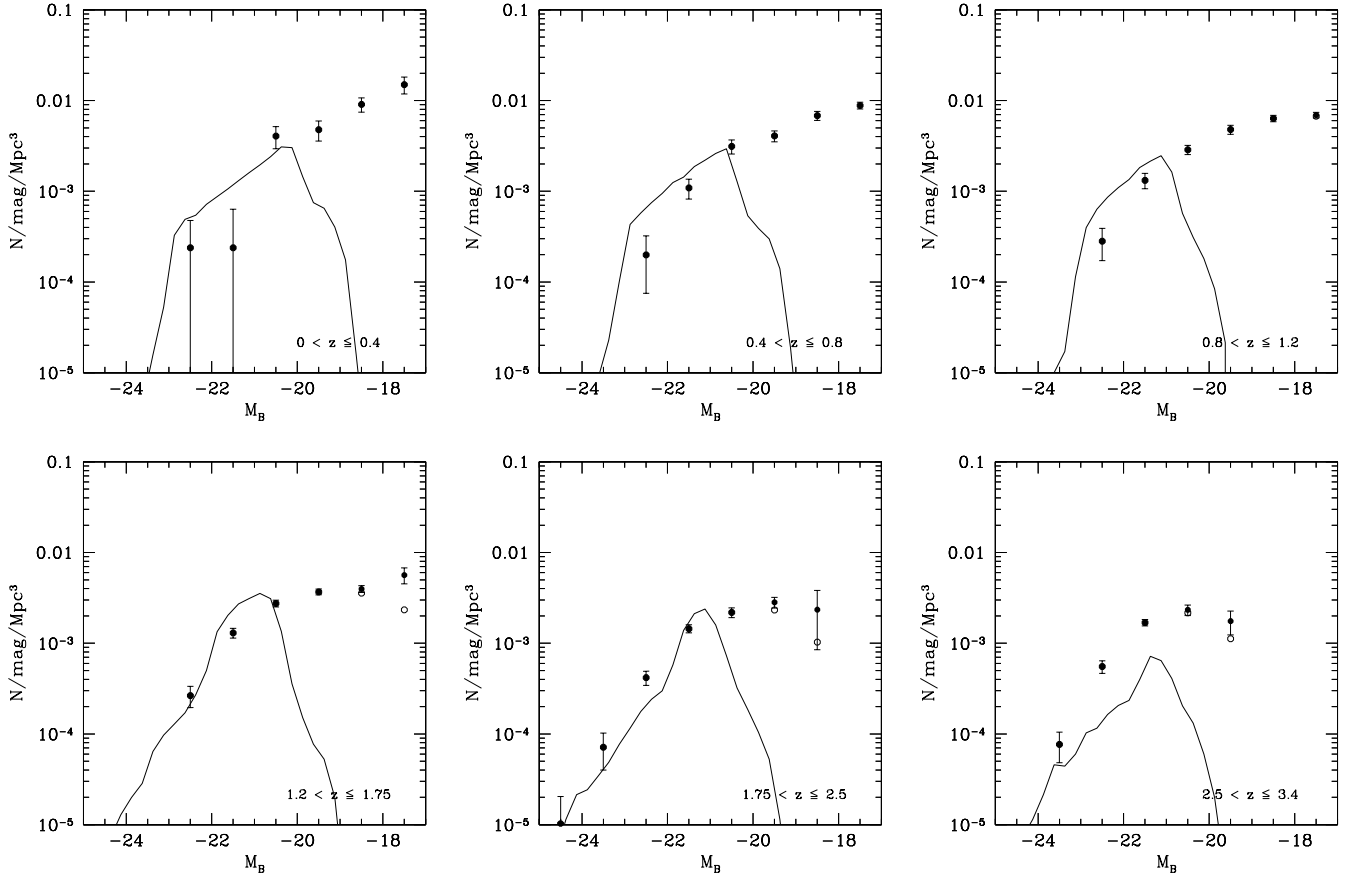 0.1 0.1 0.1
0.01 0.01 0.01
10⁻³ 10⁻³ 10⁻³
10⁻⁴ 10⁻⁴ 10⁻⁴
10⁻⁵ 10⁻⁵ 10⁻⁵
N/mag/Mpc³ N/mag/Mpc³ N/mag/Mpc³
0 < z ≦ 0.4 0.4 < z ≦ 0.8 0.8 < z ≦ 1.2
−24 −22 −20 −18 −24 −22 −20 −18 −24 −22 −20 −18
M_B M_B M_B
0.1 0.1 0.1
0.01 0.01 0.01
10⁻³ 10⁻³ 10⁻³
10⁻⁴ 10⁻⁴ 10⁻⁴
10⁻⁵ 10⁻⁵ 10⁻⁵
N/mag/Mpc³ N/mag/Mpc³ N/mag/Mpc³
1.2 < z ≦ 1.75 1.75 < z ≦ 2.5 2.5 < z ≦ 3.4
−24 −22 −20 −18 −24 −22 −20 −18 −24 −22 −20 −18
M_B M_B M_B